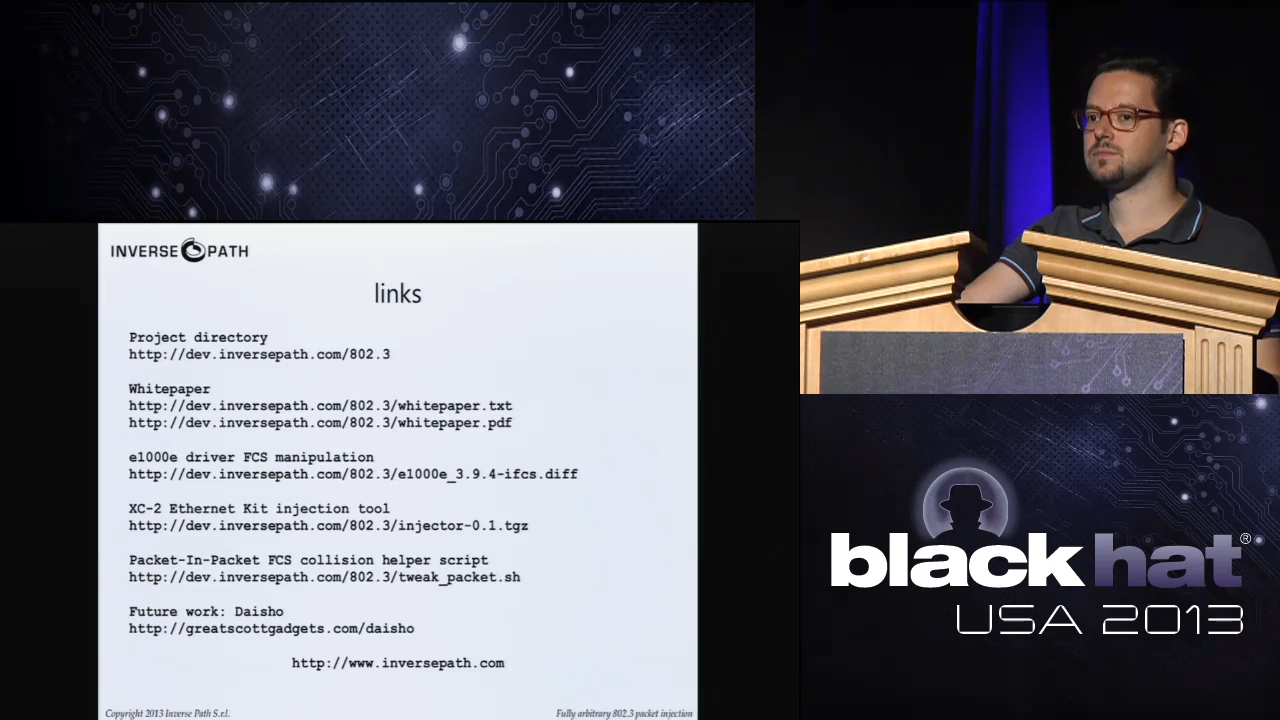 INVERSE PATH
links
Project directory
http://dev.inversepath.com/802.3
Whitepaper
http://dev.inversepath.com/802.3/whitepaper.txt
http://dev.inversepath.com/802.3/whitepaper.pdf
e1000e driver FCS manipulation
http://dev.inversepath.com/802.3/e1000e_3.9.4-ifcs.diff
XC-2 Ethernet Kit injection tool
http://dev.inversepath.com/802.3/injector-0.1.tgz
Packet-In-Packet FCS collision helper script
http://dev.inversepath.com/802.3/tweak_packet.sh
Future work: Daisho
http://greatscottgadgets.com/daisho
http://www.inversepath.com
Copyright 2013 Inverse Path S.r.l.
Fully arbitrary 802.3 packet injection
black hat®
USA 2013